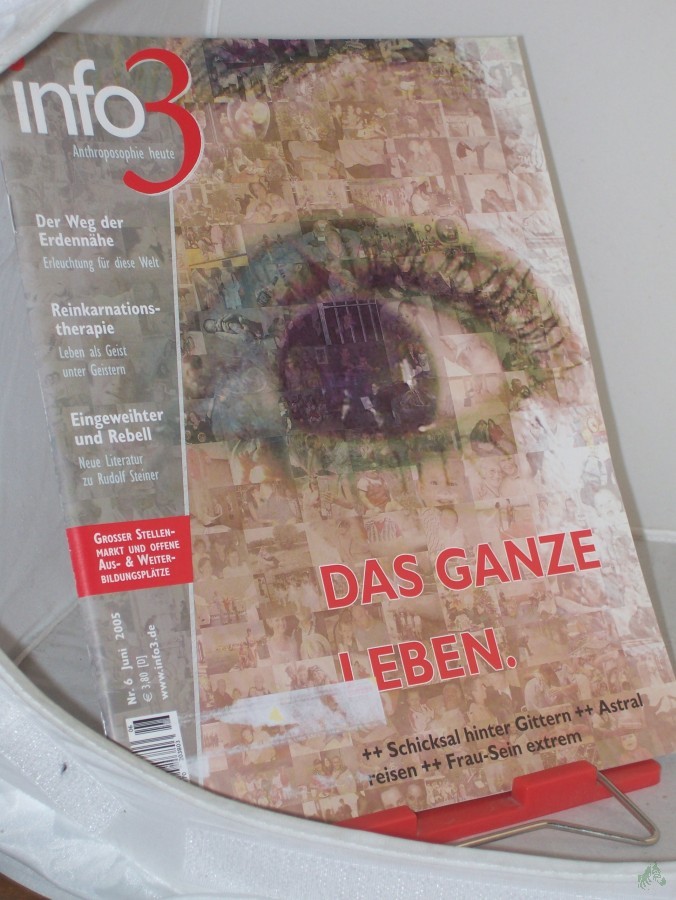 info3
Anthroposophie heute
Der Weg der
Erdennähe
Erleuchtung für diese Welt
Reinkarnations-
therapie
Leben als Geist
unter Geistern
Eingeweihter
und Rebell
Neue Literatur
zu Rudolf Steiner
GROSSER STELLEN-
MARKT UND OFFENE
AUS- & WEITER-
BILDUNGSPLÄTZE
Nr. 6 Juni 2005
€ 3,80 [D]
www.info3.de
DAS GANZE
LEBEN.
++ Schicksal hinter Gittern ++ Astral
reisen ++ Frau-Sein extrem